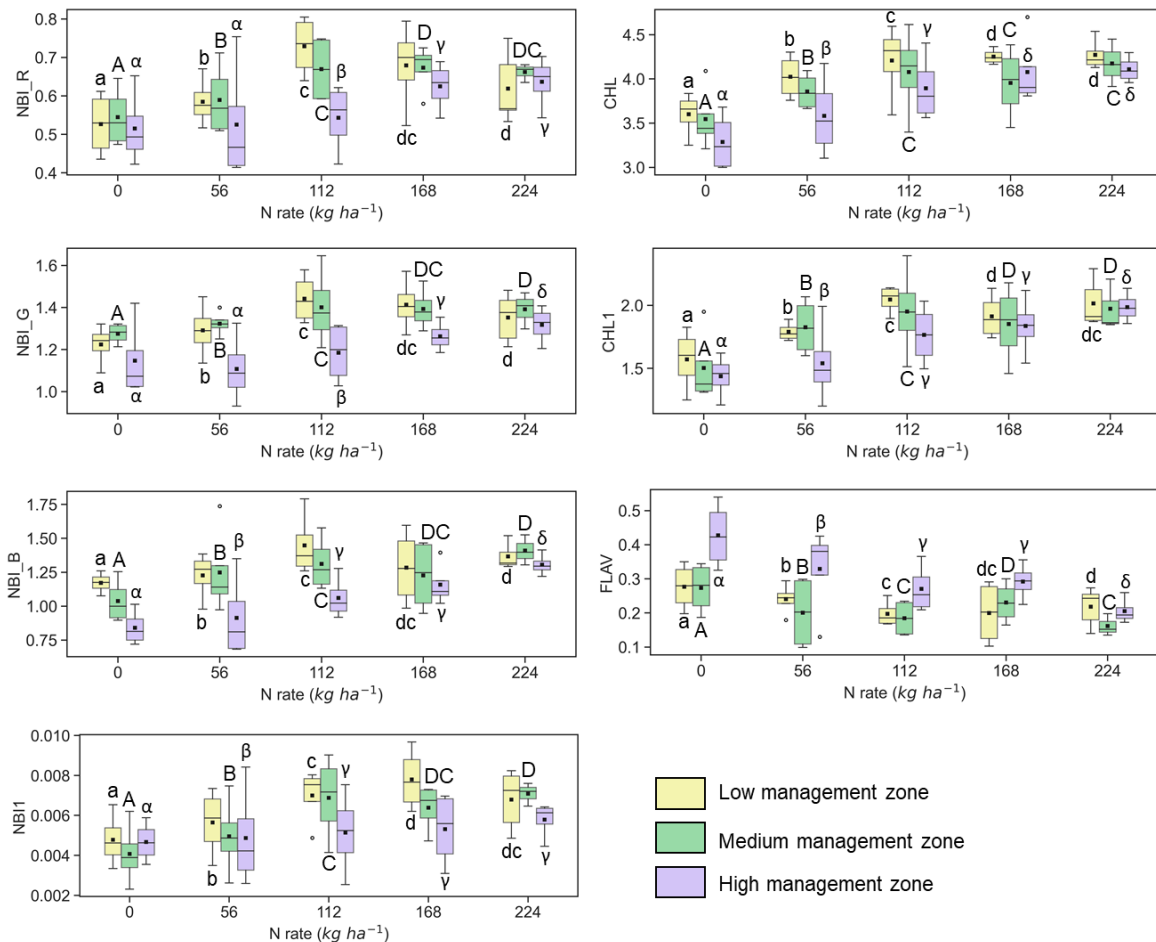 NBI_R
0.8
0.7
0.6
0.5
0.4
a A α
b B α
c C β
dc D γ
d DC γ
0 56 112 168 224
N rate (kg ha⁻¹)
CHL
4.5
4.0
3.5
3.0
a A α
b B β
c C γ
d C δ
d C δ
0 56 112 168 224
N rate (kg ha⁻¹)
NBI_G
1.6
1.4
1.2
1.0
a A α
b B α
c C β
dc DC γ
d D δ
0 56 112 168 224
N rate (kg ha⁻¹)
CHL1
2.0
1.5
a A α
b B β
c C γ
d D γ
dc D δ
0 56 112 168 224
N rate (kg ha⁻¹)
NBI_B
1.75
1.50
1.25
1.00
0.75
a A α
b B β
c C γ
dc DC γ
d D δ
0 56 112 168 224
N rate (kg ha⁻¹)
FLAV
0.5
0.4
0.3
0.2
0.1
a A α
b B β
c C γ
dc D γ
d C δ
0 56 112 168 224
N rate (kg ha⁻¹)
NBI1
0.010
0.008
0.006
0.004
0.002
a A α
b B β
c C γ
d DC γ
dc D γ
0 56 112 168 224
N rate (kg ha⁻¹)
Low management zone
Medium management zone
High management zone